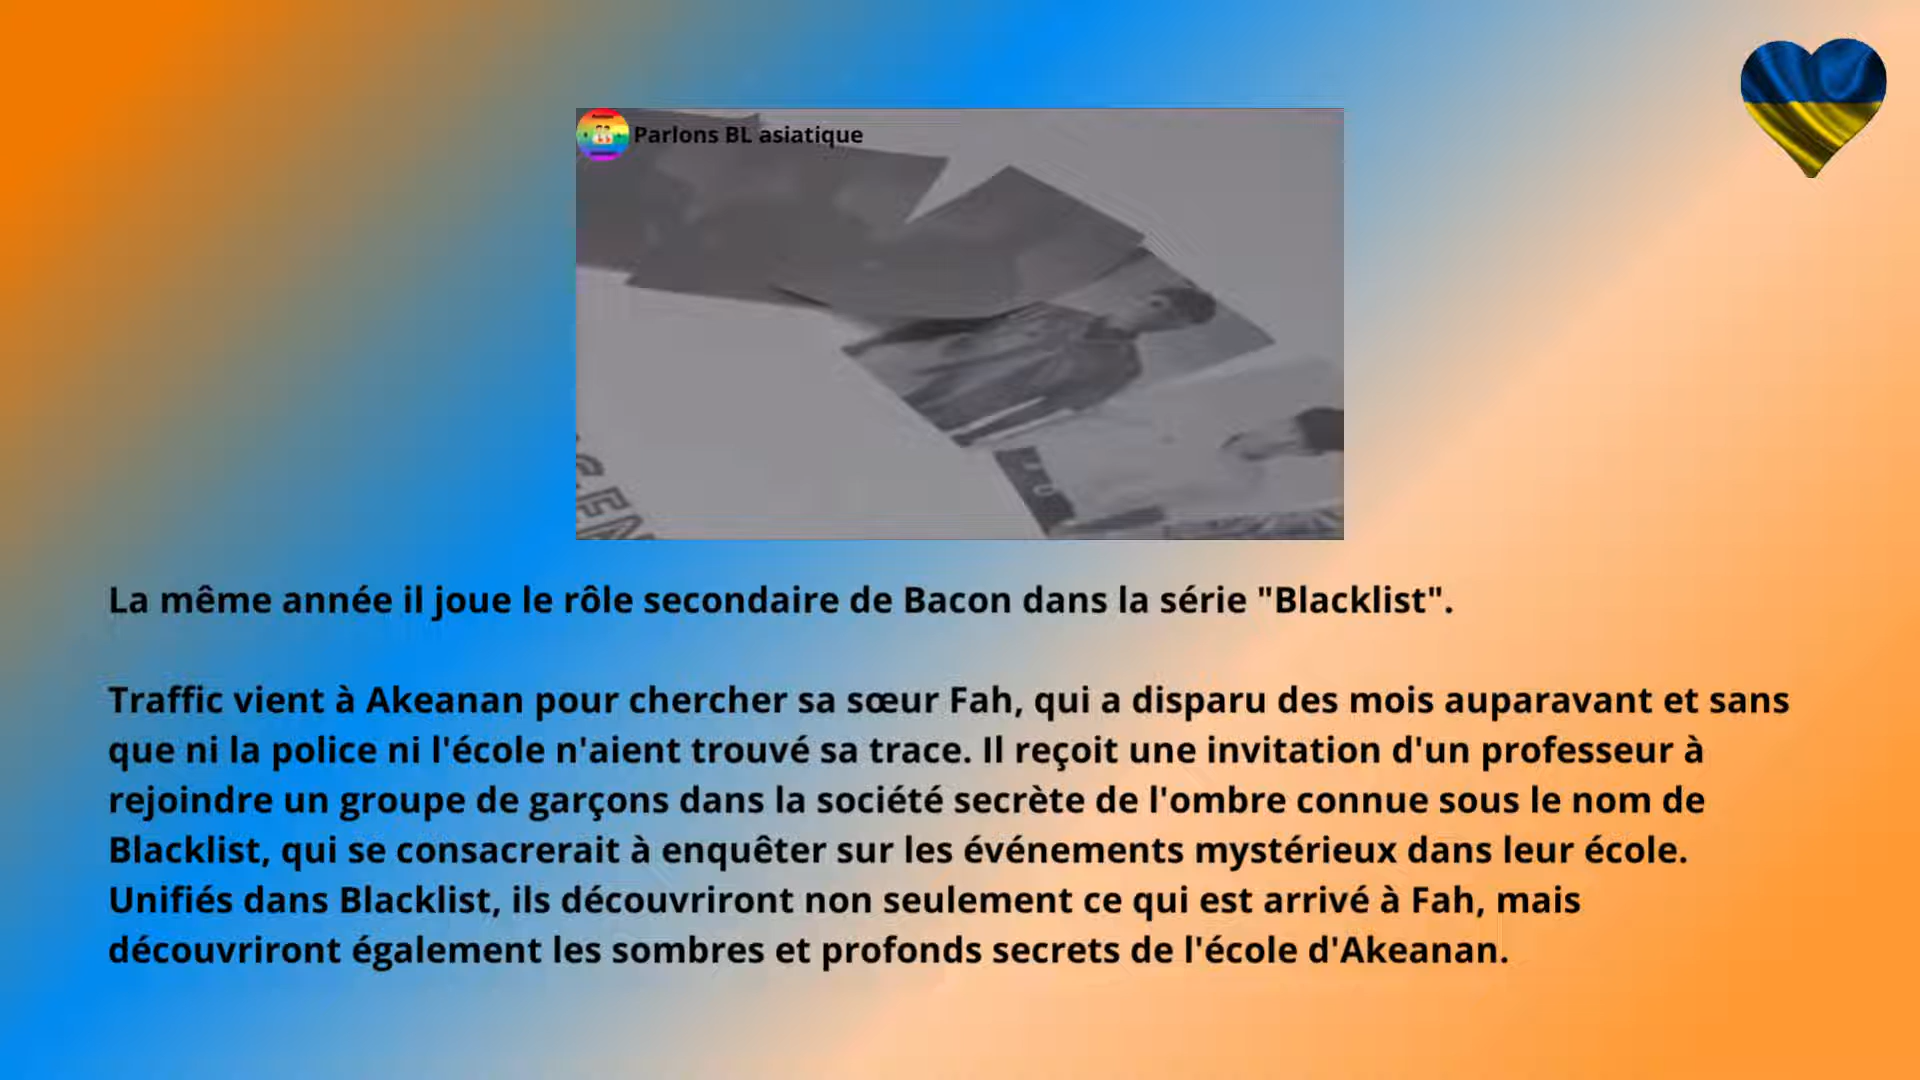 Parlons BL asiatique
La même année il joue le rôle secondaire de Bacon dans la série "Blacklist".
Traffic vient à Akeanan pour chercher sa sœur Fah, qui a disparu des mois auparavant et sans
que ni la police ni l'école n'aient trouvé sa trace. Il reçoit une invitation d'un professeur à
rejoindre un groupe de garçons dans la société secrète de l'ombre connue sous le nom de
Blacklist, qui se consacrerait à enquêter sur les événements mystérieux dans leur école.
Unifiés dans Blacklist, ils découvriront non seulement ce qui est arrivé à Fah, mais
découvriront également les sombres et profonds secrets de l'école d'Akeanan.